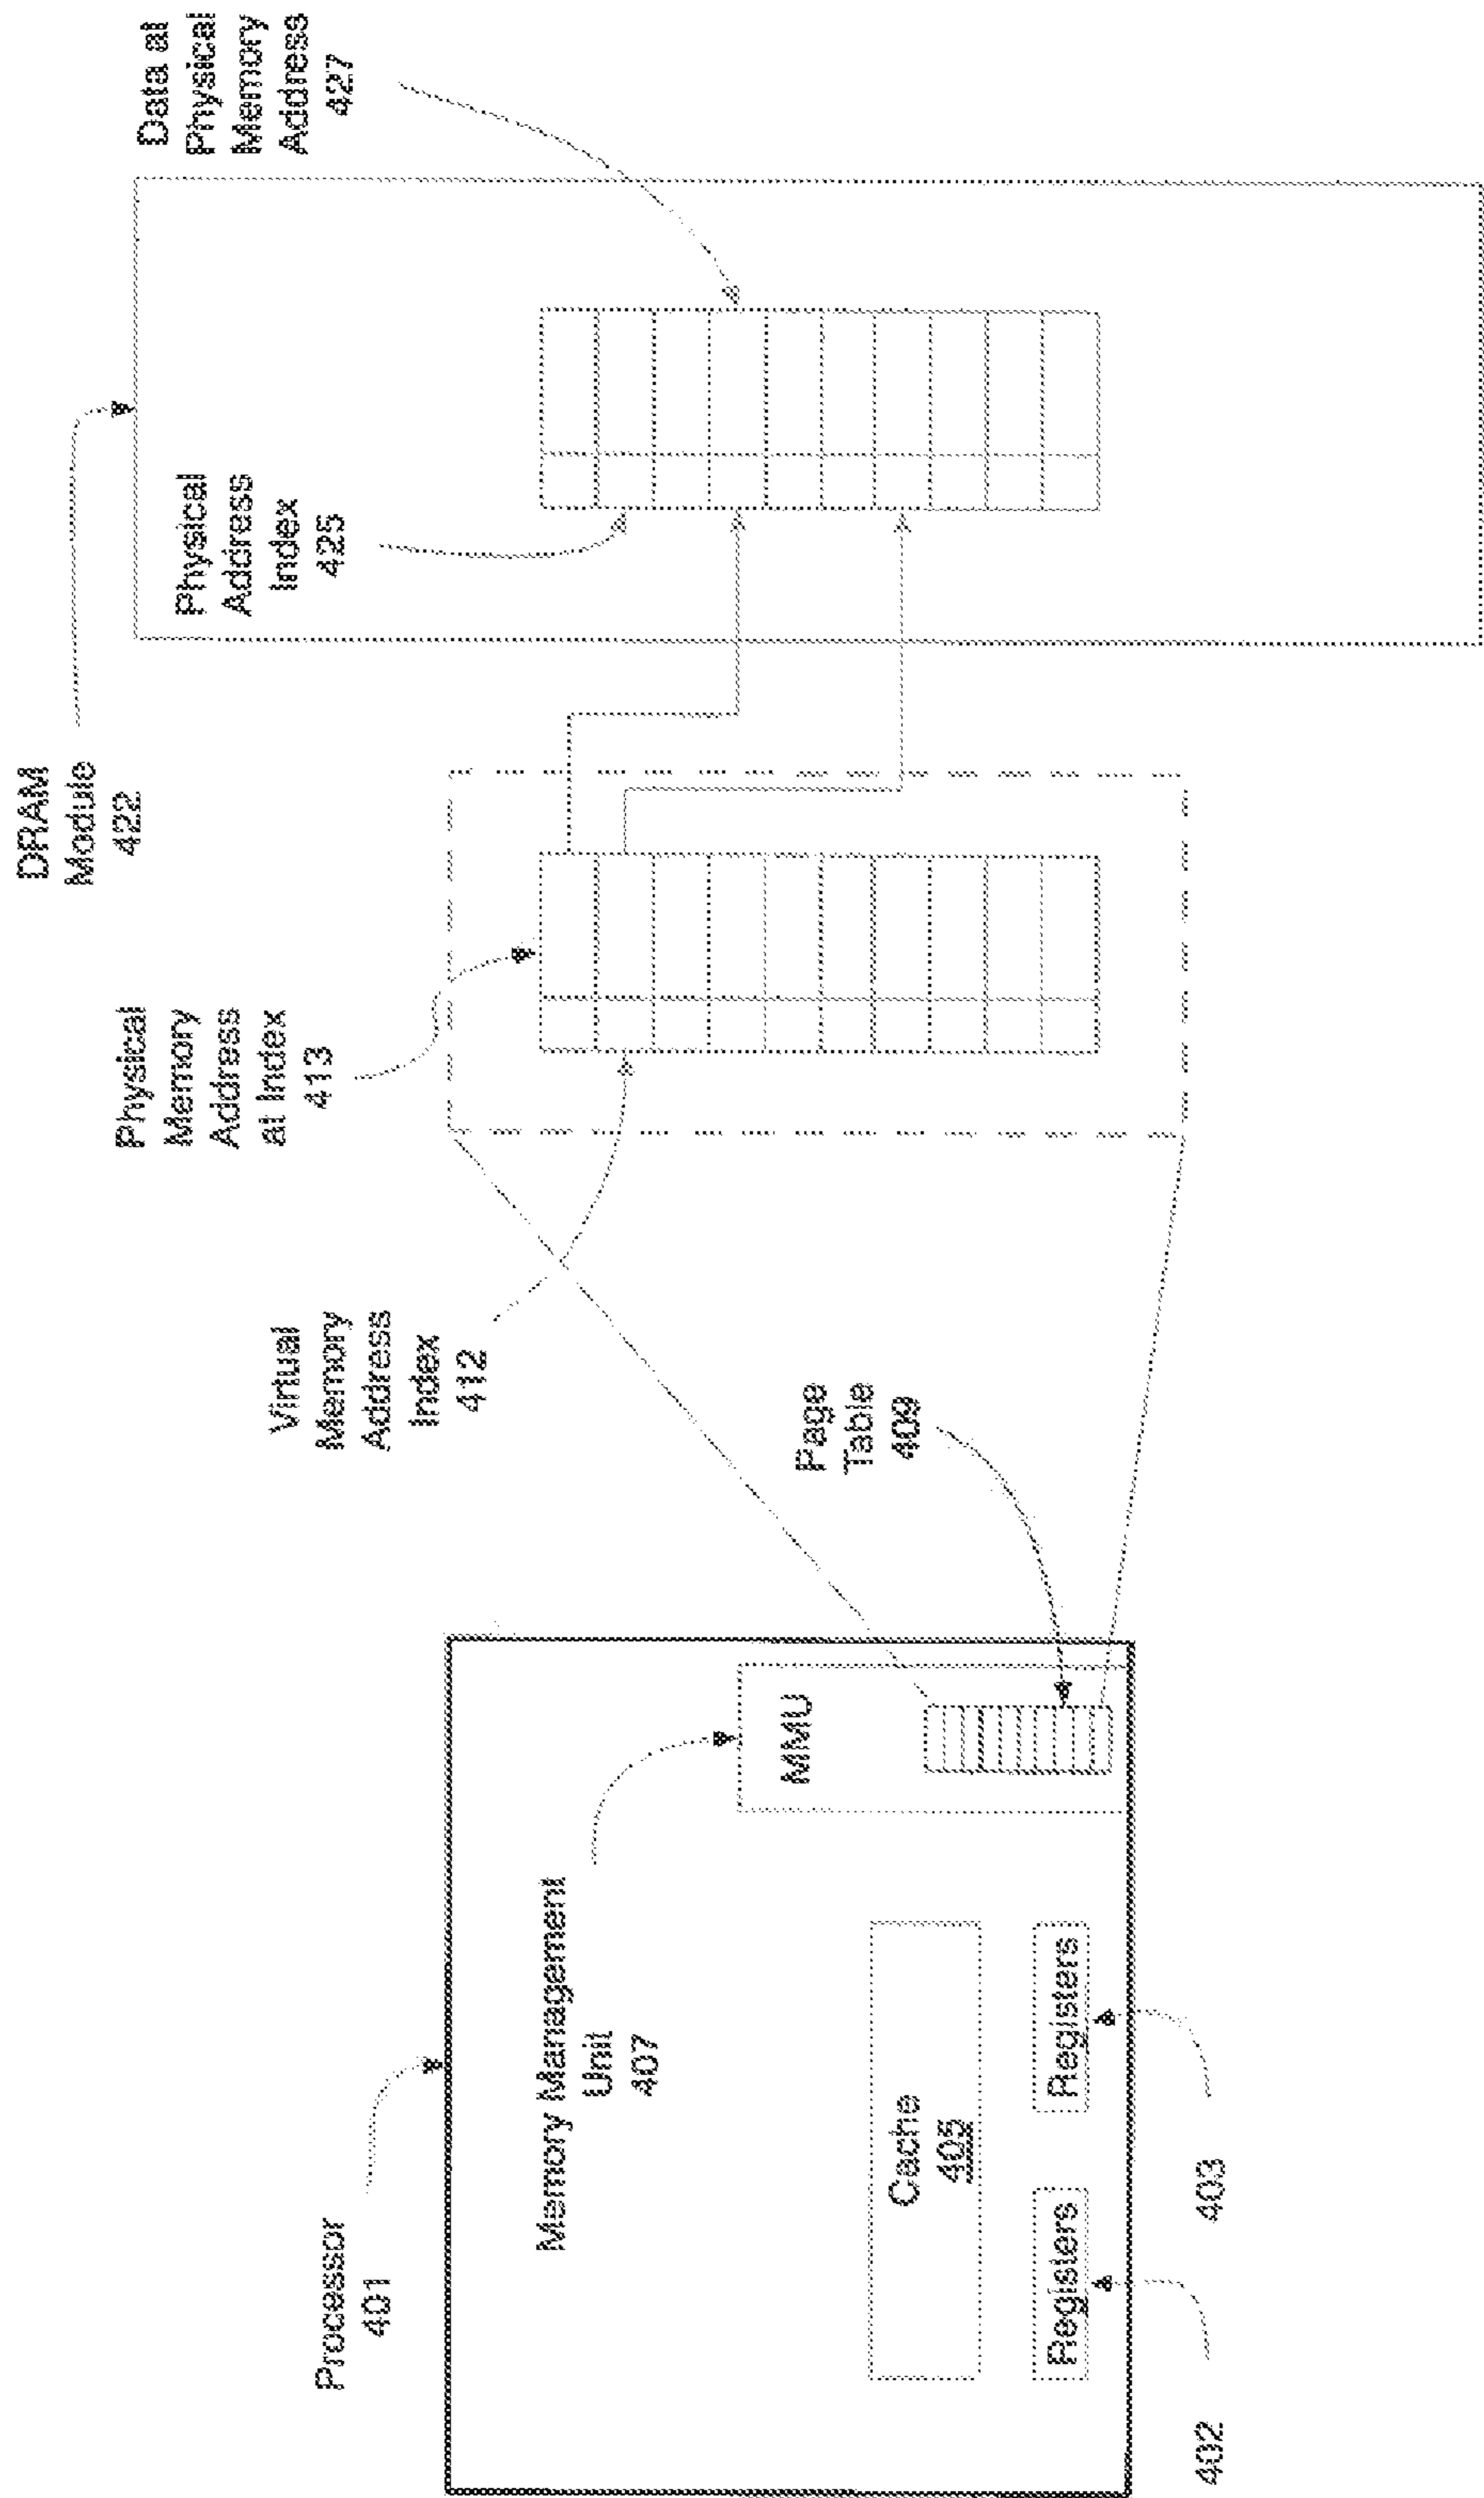 Processor
401
Memory Management
Unit
407
MMU
Cache
405
Registers
Registers
402
403
Page
Table
409
Virtual
Memory
Address
Index
412
Physical
Memory
Address
at Index
413
DRAM
Module
422
Physical
Address
Index
425
Data at
Physical
Memory
Address
427